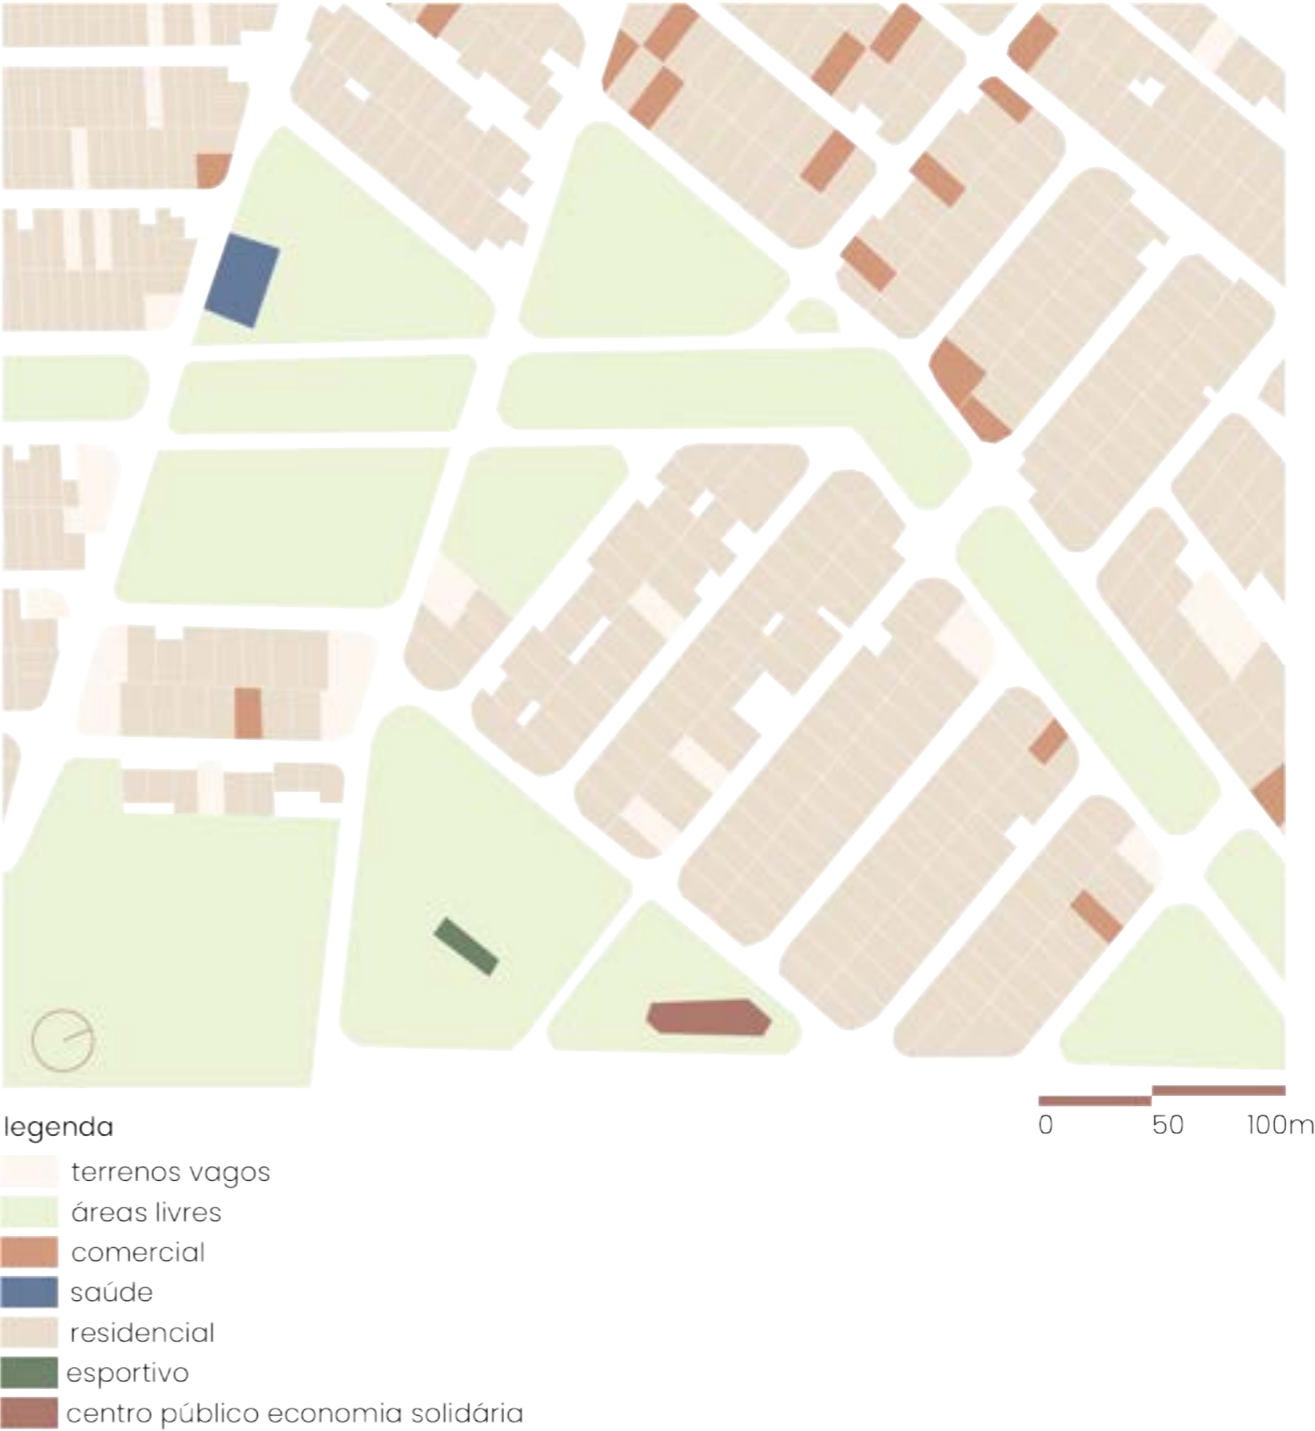 0 50 100m
legenda
terrenos vagos
áreas livres
comercial
saúde
residencial
esportivo
centro público economia solidária